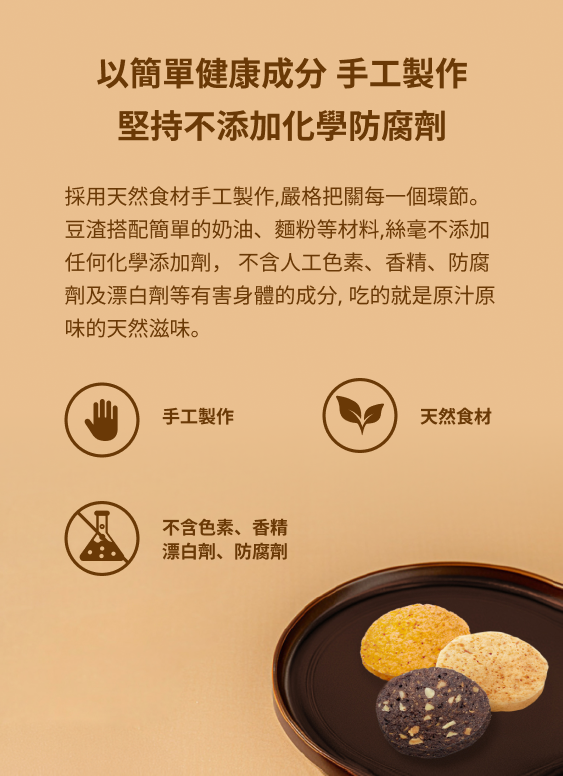 以簡單健康成分 手工製作
堅持不添加化學防腐劑
採用天然食材手工製作,嚴格把關每一個環節。
豆渣搭配簡單的奶油、麵粉等材料,絲毫不添加
任何化學添加劑， 不含人工色素、香精、防腐
劑及漂白劑等有害身體的成分, 吃的就是原汁原
味的天然滋味。
手工製作
天然食材
不含色素、香精
漂白劑、防腐劑